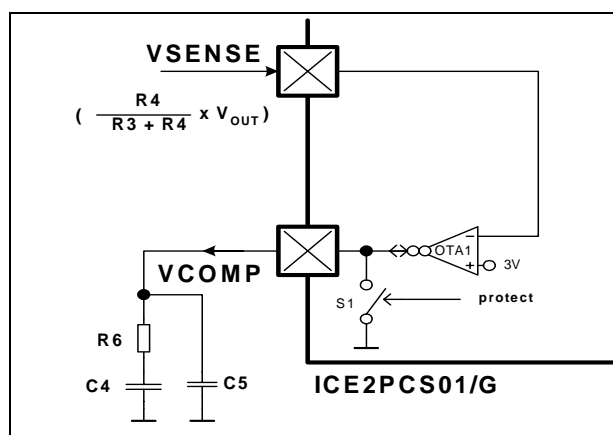 VSENSE
( R4
R3 + R4 x VOUT )
OTA1
3V
VCOMP
S1
protect
R6
C4
C5
ICE2PCS01/G